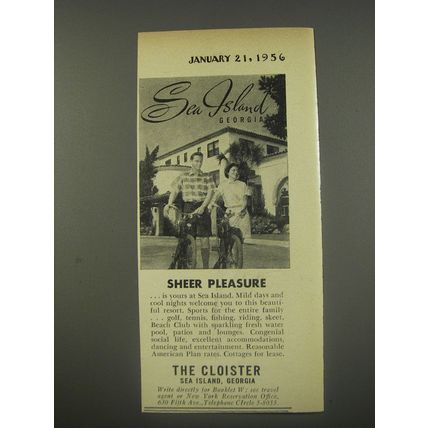 JANUARY 21, 1956
Sea Island
GEORGIA
SHEER PLEASURE
... is yours at Sea Island. Mild days and
cool nights welcome you to this beauti-
ful resort. Sports for the entire family
... golf, tennis, fishing, riding, skeet,
Beach Club with sparkling fresh water
pool, patios and lounges. Congenial
social life, excellent accommodations,
dancing and entertainment. Reasonable
American Plan rates. Cottages for lease.
THE CLOISTER
SEA ISLAND, GEORGIA
Write directly for Booklet W; see travel
agent or New York Reservation Office,
630 Fifth Ave., Telephone CIrcle 5-8055.